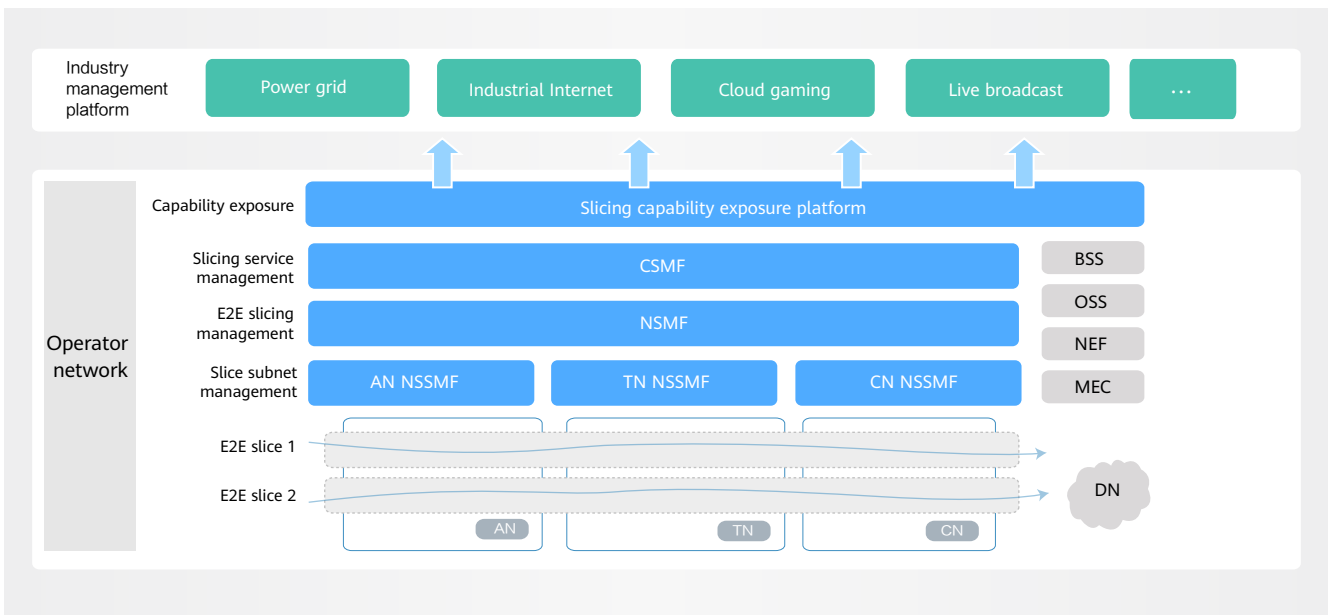 Industry
management
platform
Power grid
Industrial Internet
Cloud gaming
Live broadcast
...
Operator
network
Capability exposure
Slicing capability exposure platform
Slicing service
management
CSMF
BSS
E2E slicing
management
NSMF
OSS
NEF
Slice subnet
management
AN NSSMF
TN NSSMF
CN NSSMF
MEC
E2E slice 1
E2E slice 2
DN
AN
TN
CN